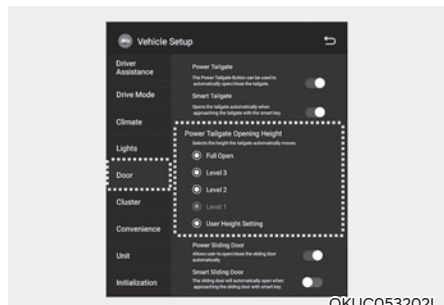 Vehicle Setup
Driver
Assistance
Drive Mode
Climate
Lights
Door
Cluster
Convenience
Unit
Initialization
Power Tailgate
The Power Tailgate Button can be used to
automatically open/close the tailgate.
Smart Tailgate
Opens the tailgate automatically when
approaching the tailgate with the smart key.
Power Tailgate Opening Height
Selects the height the tailgate automatically moves.
Full Open
Level 3
Level 2
Level 1
User Height Setting
Power Sliding Door
Allows user to open/close the sliding door
automatically.
Smart Sliding Door
The sliding door will automatically open when
approaching the sliding door with smart key.